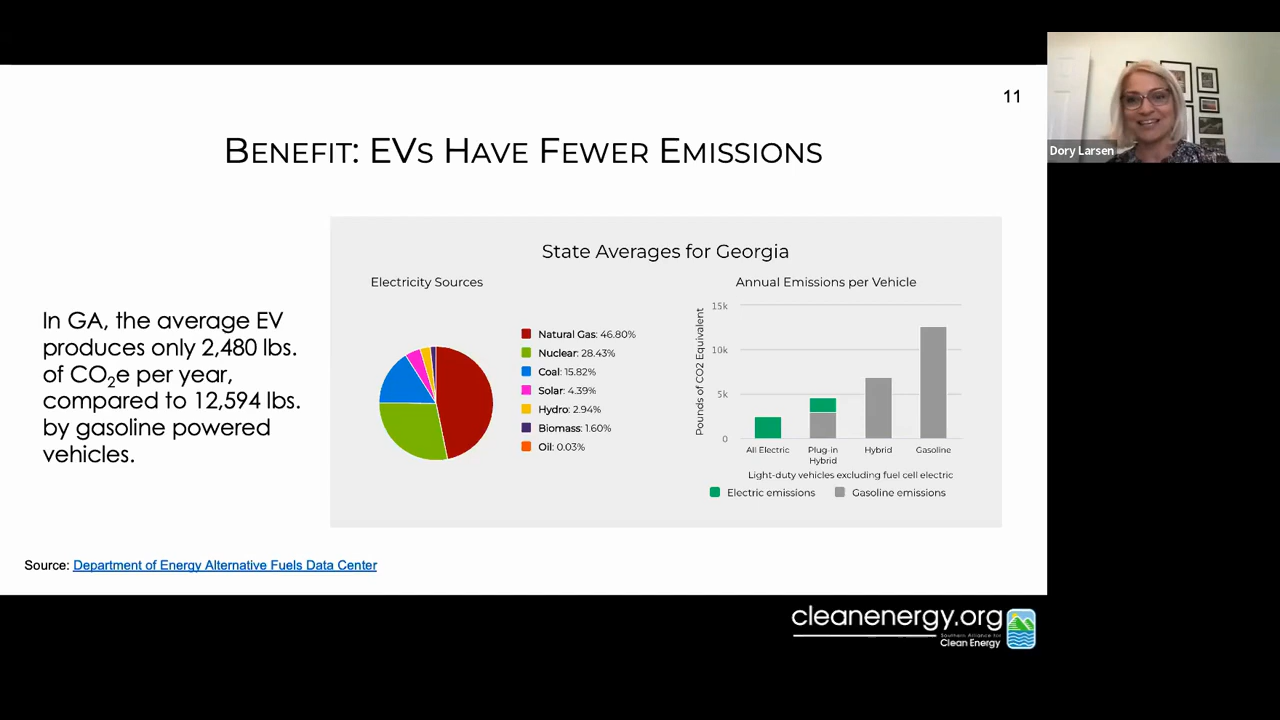 11
BENEFIT: EVS HAVE FEWER EMISSIONS
In GA, the average EV
produces only 2,480 lbs.
of CO₂e per year,
compared to 12,594 lbs.
by gasoline powered
vehicles.
State Averages for Georgia
Electricity Sources
Natural Gas: 46.80%
Nuclear: 28.43%
Coal: 15.82%
Solar: 4.39%
Hydro: 2.94%
Biomass: 1.60%
Oil: 0.03%
Annual Emissions per Vehicle
Pounds of CO2 Equivalent
15k
10k
5k
0
All Electric
Plug-in
Hybrid
Hybrid
Gasoline
Light-duty vehicles excluding fuel cell electric
Electric emissions
Gasoline emissions
Source: Department of Energy Alternative Fuels Data Center
Dory Larsen
cleanenergy.org
Southern Alliance for
Clean Energy